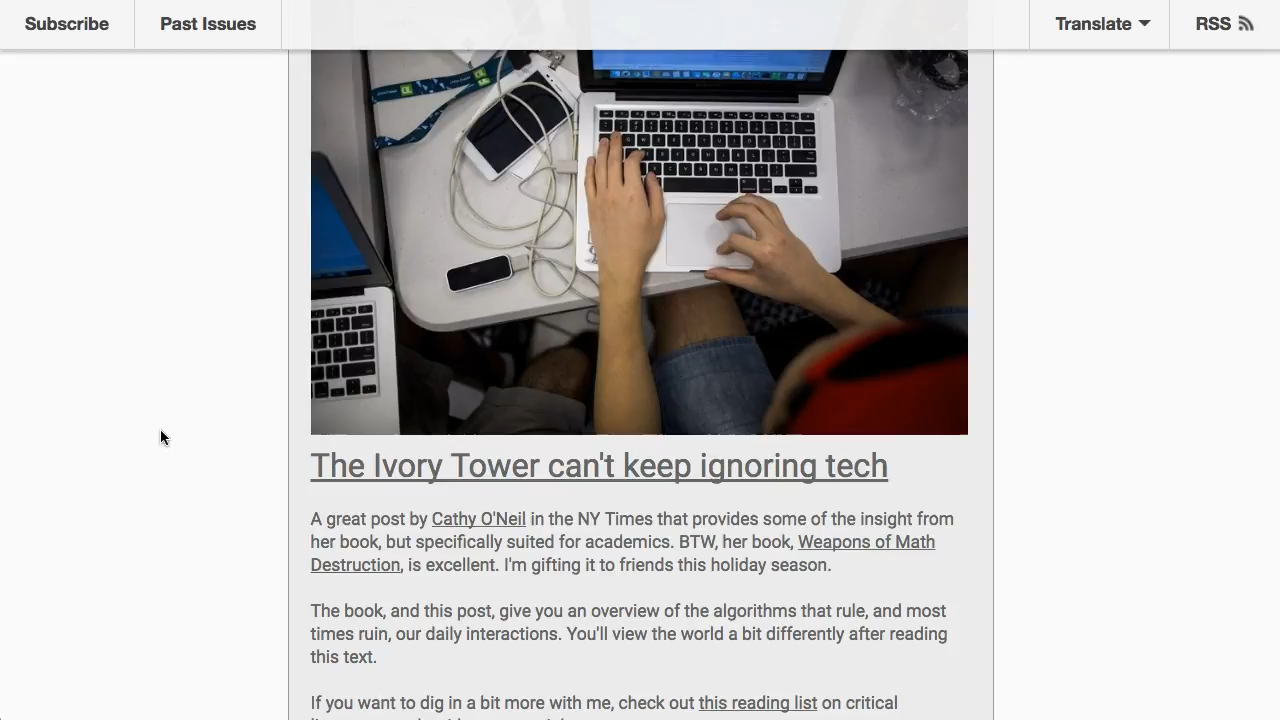 Subscribe
Past Issues
Translate
RSS
The Ivory Tower can't keep ignoring tech
A great post by Cathy O'Neil in the NY Times that provides some of the insight from
her book, but specifically suited for academics. BTW, her book, Weapons of Math
Destruction, is excellent. I'm gifting it to friends this holiday season.
The book, and this post, give you an overview of the algorithms that rule, and most
times ruin, our daily interactions. You'll view the world a bit differently after reading
this text.
If you want to dig in a bit more with me, check out this reading list on critical